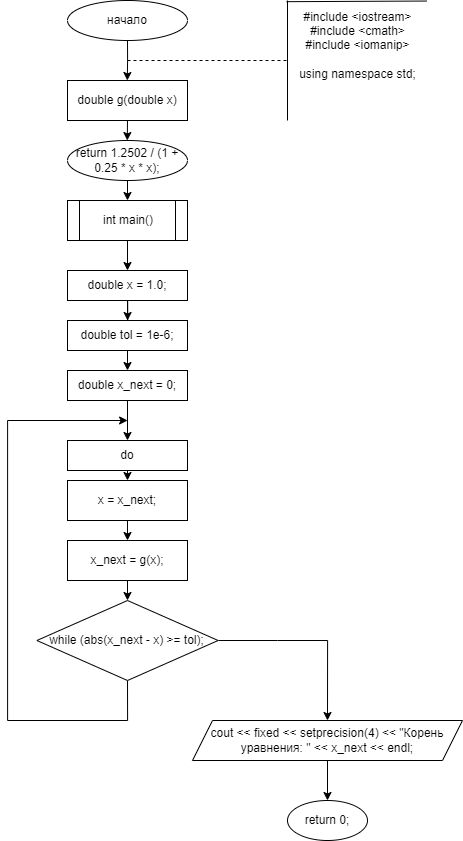 начало
#include <iostream>
#include <cmath>
#include <iomanip>
using namespace std;
double g(double x)
return 1.2502 / (1 +
0.25 * x * x);
int main()
double x = 1.0;
double tol = 1e-6;
double x_next = 0;
do
x = x_next;
x_next = g(x);
while (abs(x_next - x) >= tol);
cout << fixed << setprecision(4) << "Корень
уравнения: " << x_next << endl;
return 0;